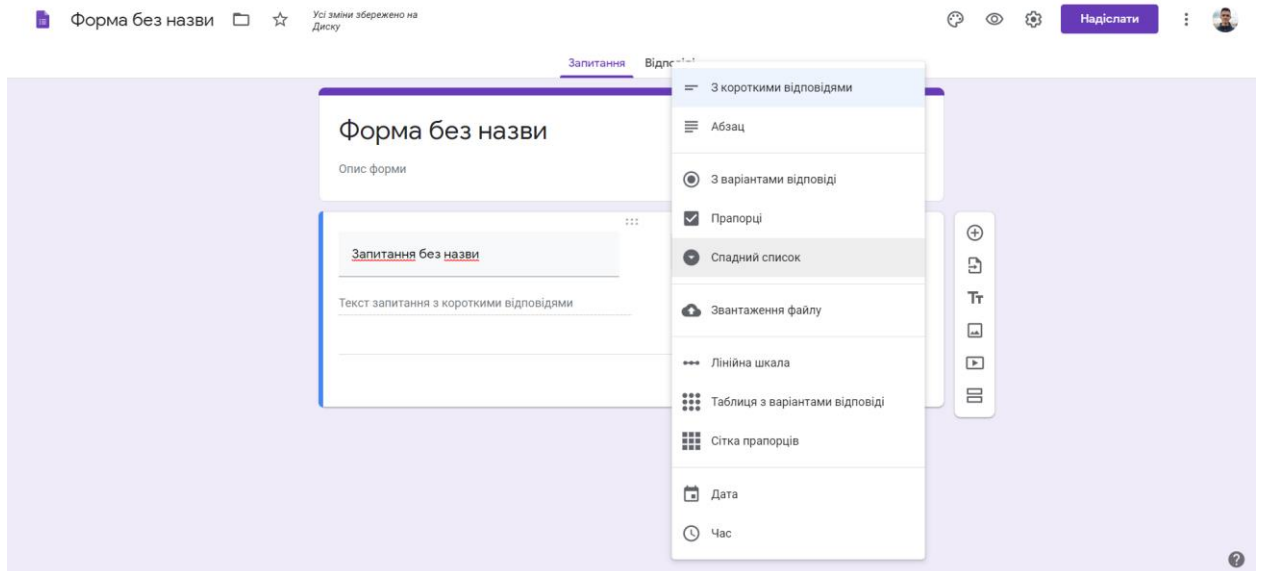 Форма без назви
Усі зміни збережено на
Диску
Надіслати
Запитання
Форма без назви
Опис форми
Запитання без назви
Текст запитання з короткими відповідями
З короткими відповідями
Абзац
З варіантами відповіді
Прапорці
Спадний список
Звантаження файлу
Лінійна шкала
Таблиця з варіантами відповіді
Сітка прапорців
Дата
Час
Тт